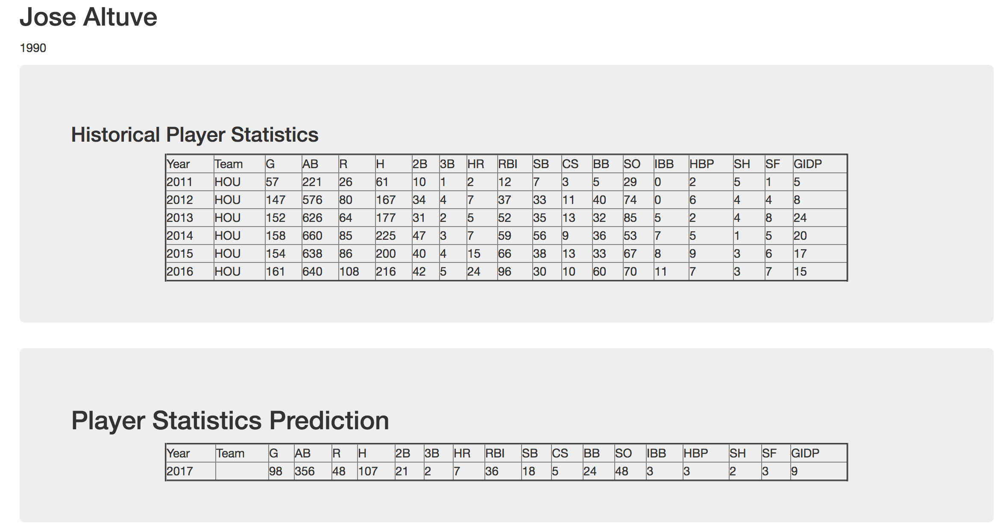 Jose Altuve
1990
Historical Player Statistics
Year Team G AB R H 2B 3B HR RBI SB CS BB SO IBB HBP SH SF GIDP
2011 HOU 57 221 26 61 10 1 2 12 7 3 5 29 0 2 5 1 5
2012 HOU 147 576 80 167 34 4 7 37 33 11 40 74 0 6 4 4 8
2013 HOU 152 626 64 177 31 2 5 52 35 13 32 85 5 2 4 8 24
2014 HOU 158 660 85 225 47 3 7 59 56 9 36 53 7 5 1 5 20
2015 HOU 154 638 86 200 40 4 15 66 38 13 33 67 8 9 3 6 17
2016 HOU 161 640 108 216 42 5 24 96 30 10 60 70 11 7 3 7 15
Player Statistics Prediction
Year Team G AB R H 2B 3B HR RBI SB CS BB SO IBB HBP SH SF GIDP
2017 98 356 48 107 21 2 7 36 18 5 24 48 3 3 2 3 9